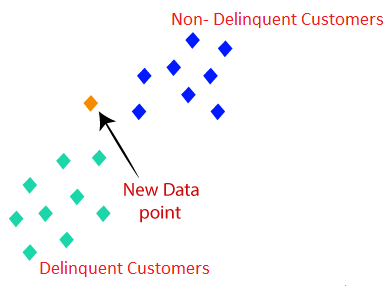 Non- Delinquent Customers
New Data
point
Delinquent Customers